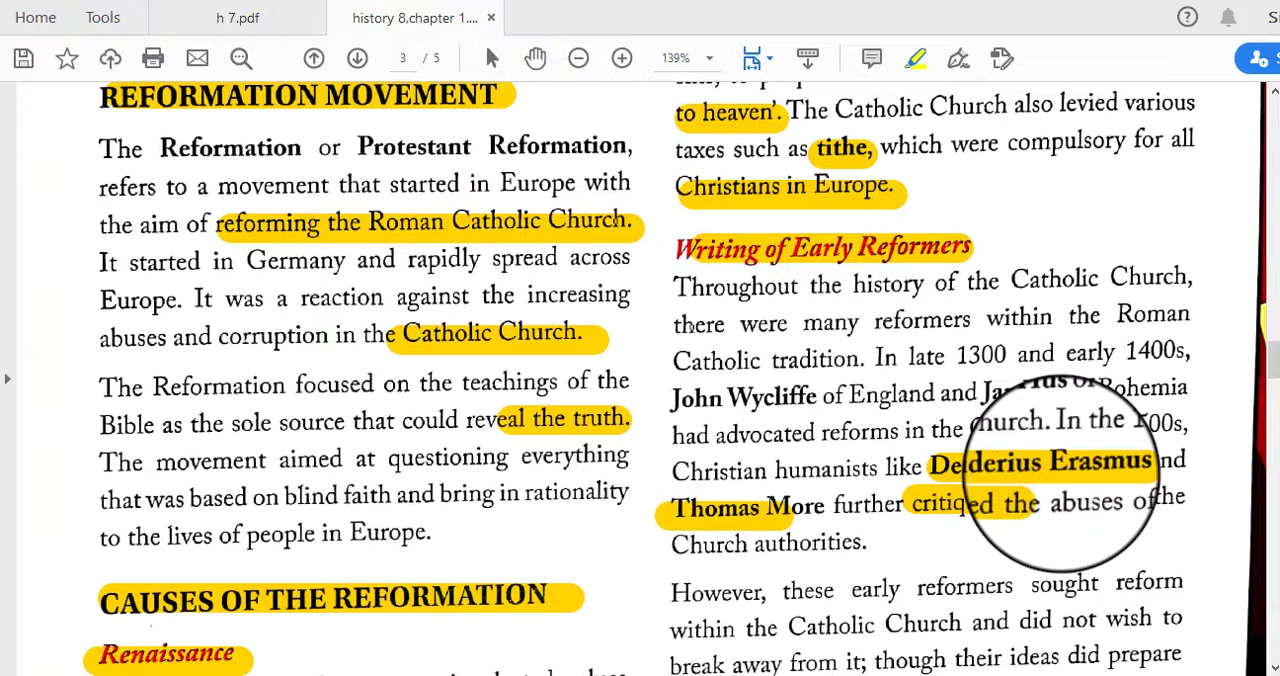 Home
Tools
h 7.pdf
history 8,chapter 1....
3 / 5
139%
REFORMATION MOVEMENT
The Reformation or Protestant Reformation,
refers to a movement that started in Europe with
the aim of reforming the Roman Catholic Church.
It started in Germany and rapidly spread across
Europe. It was a reaction against the increasing
abuses and corruption in the Catholic Church.
The Reformation focused on the teachings of the
Bible as the sole source that could reveal the truth.
The movement aimed at questioning everything
that was based on blind faith and bring in rationality
to the lives of people in Europe.
CAUSES OF THE REFORMATION
Renaissance
to heaven'. The Catholic Church also levied various
taxes such as tithe, which were compulsory for all
Christians in Europe.
Writing of Early Reformers
Throughout the history of the Catholic Church,
there were many reformers within the Roman
Catholic tradition. In late 1300 and early 1400s,
John Wycliffe of England and of Bohemia
had advocated reforms in the Church. In the
Christian humanists like Erasmus and
Thomas More further critiqed the abuses of the
Church authorities.
However, these early reformers sought reform
within the Catholic Church and did not wish to
break away from it; though their ideas did prepare